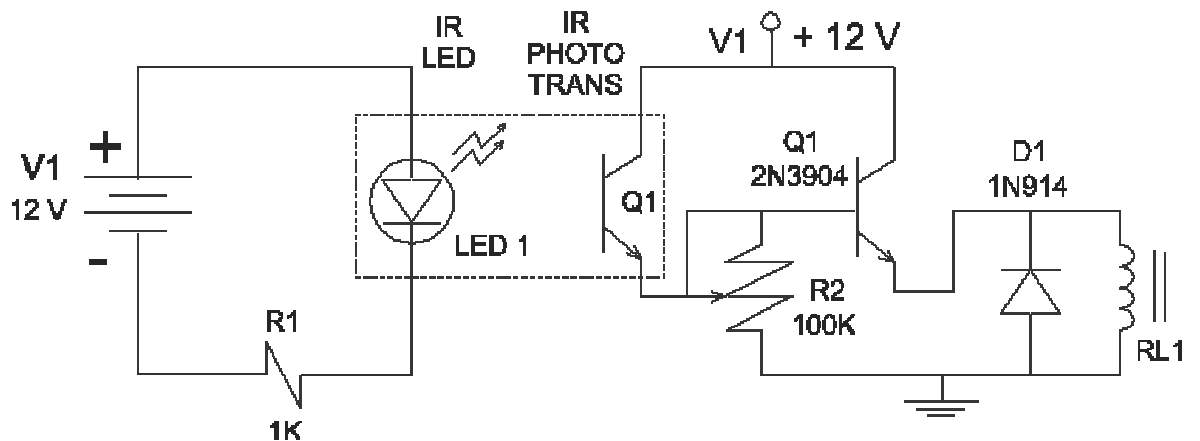 IR
LED
IR
PHOTO
TRANS
V1
+ 12 V
+
V1
12 V
-
LED 1
Q1
Q1
2N3904
D1
1N914
R1
1K
R2
100K
RL1